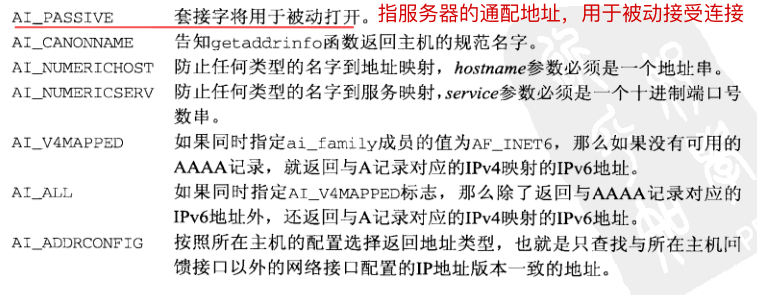 AI_PASSIVE 套接字将用于被动打开。指服务器的通配地址，用于被动接受连接
AI_CANONNAME 告知getaddrinfo函数返回主机的规范名字。
AI_NUMERICHOST 防止任何类型的名字到地址映射，hostname参数必须是一个地址串。
AI_NUMERICSERV 防止任何类型的名字到服务映射，service参数必须是一个十进制端口号
数串。
AI_V4MAPPED 如果同时指定ai_family成员的值为AF_INET6，那么如果没有可用的
AAAA记录，就返回与A记录对应的IPv4映射的IPv6地址。
AI_ALL 如果同时指定AI_V4MAPPED标志，那么除了返回与AAAA记录对应的
IPv6地址外，还返回与A记录对应的IPv4映射的IPv6地址。
AI_ADDRCONFIG 按照所在主机的配置选择返回地址类型，也就是只查找与所在主机回
馈接口以外的网络接口配置的IP地址版本一致的地址。